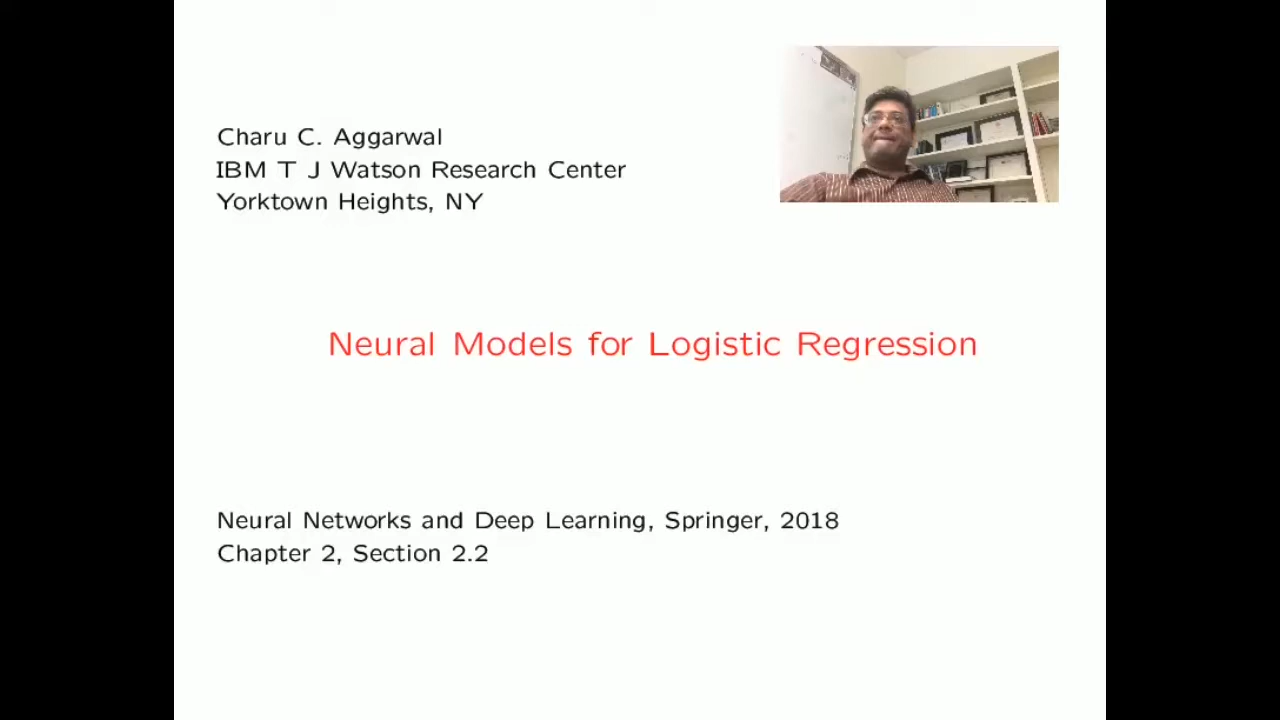 Charu C. Aggarwal
IBM T J Watson Research Center
Yorktown Heights, NY
Neural Models for Logistic Regression
Neural Networks and Deep Learning, Springer, 2018
Chapter 2, Section 2.2